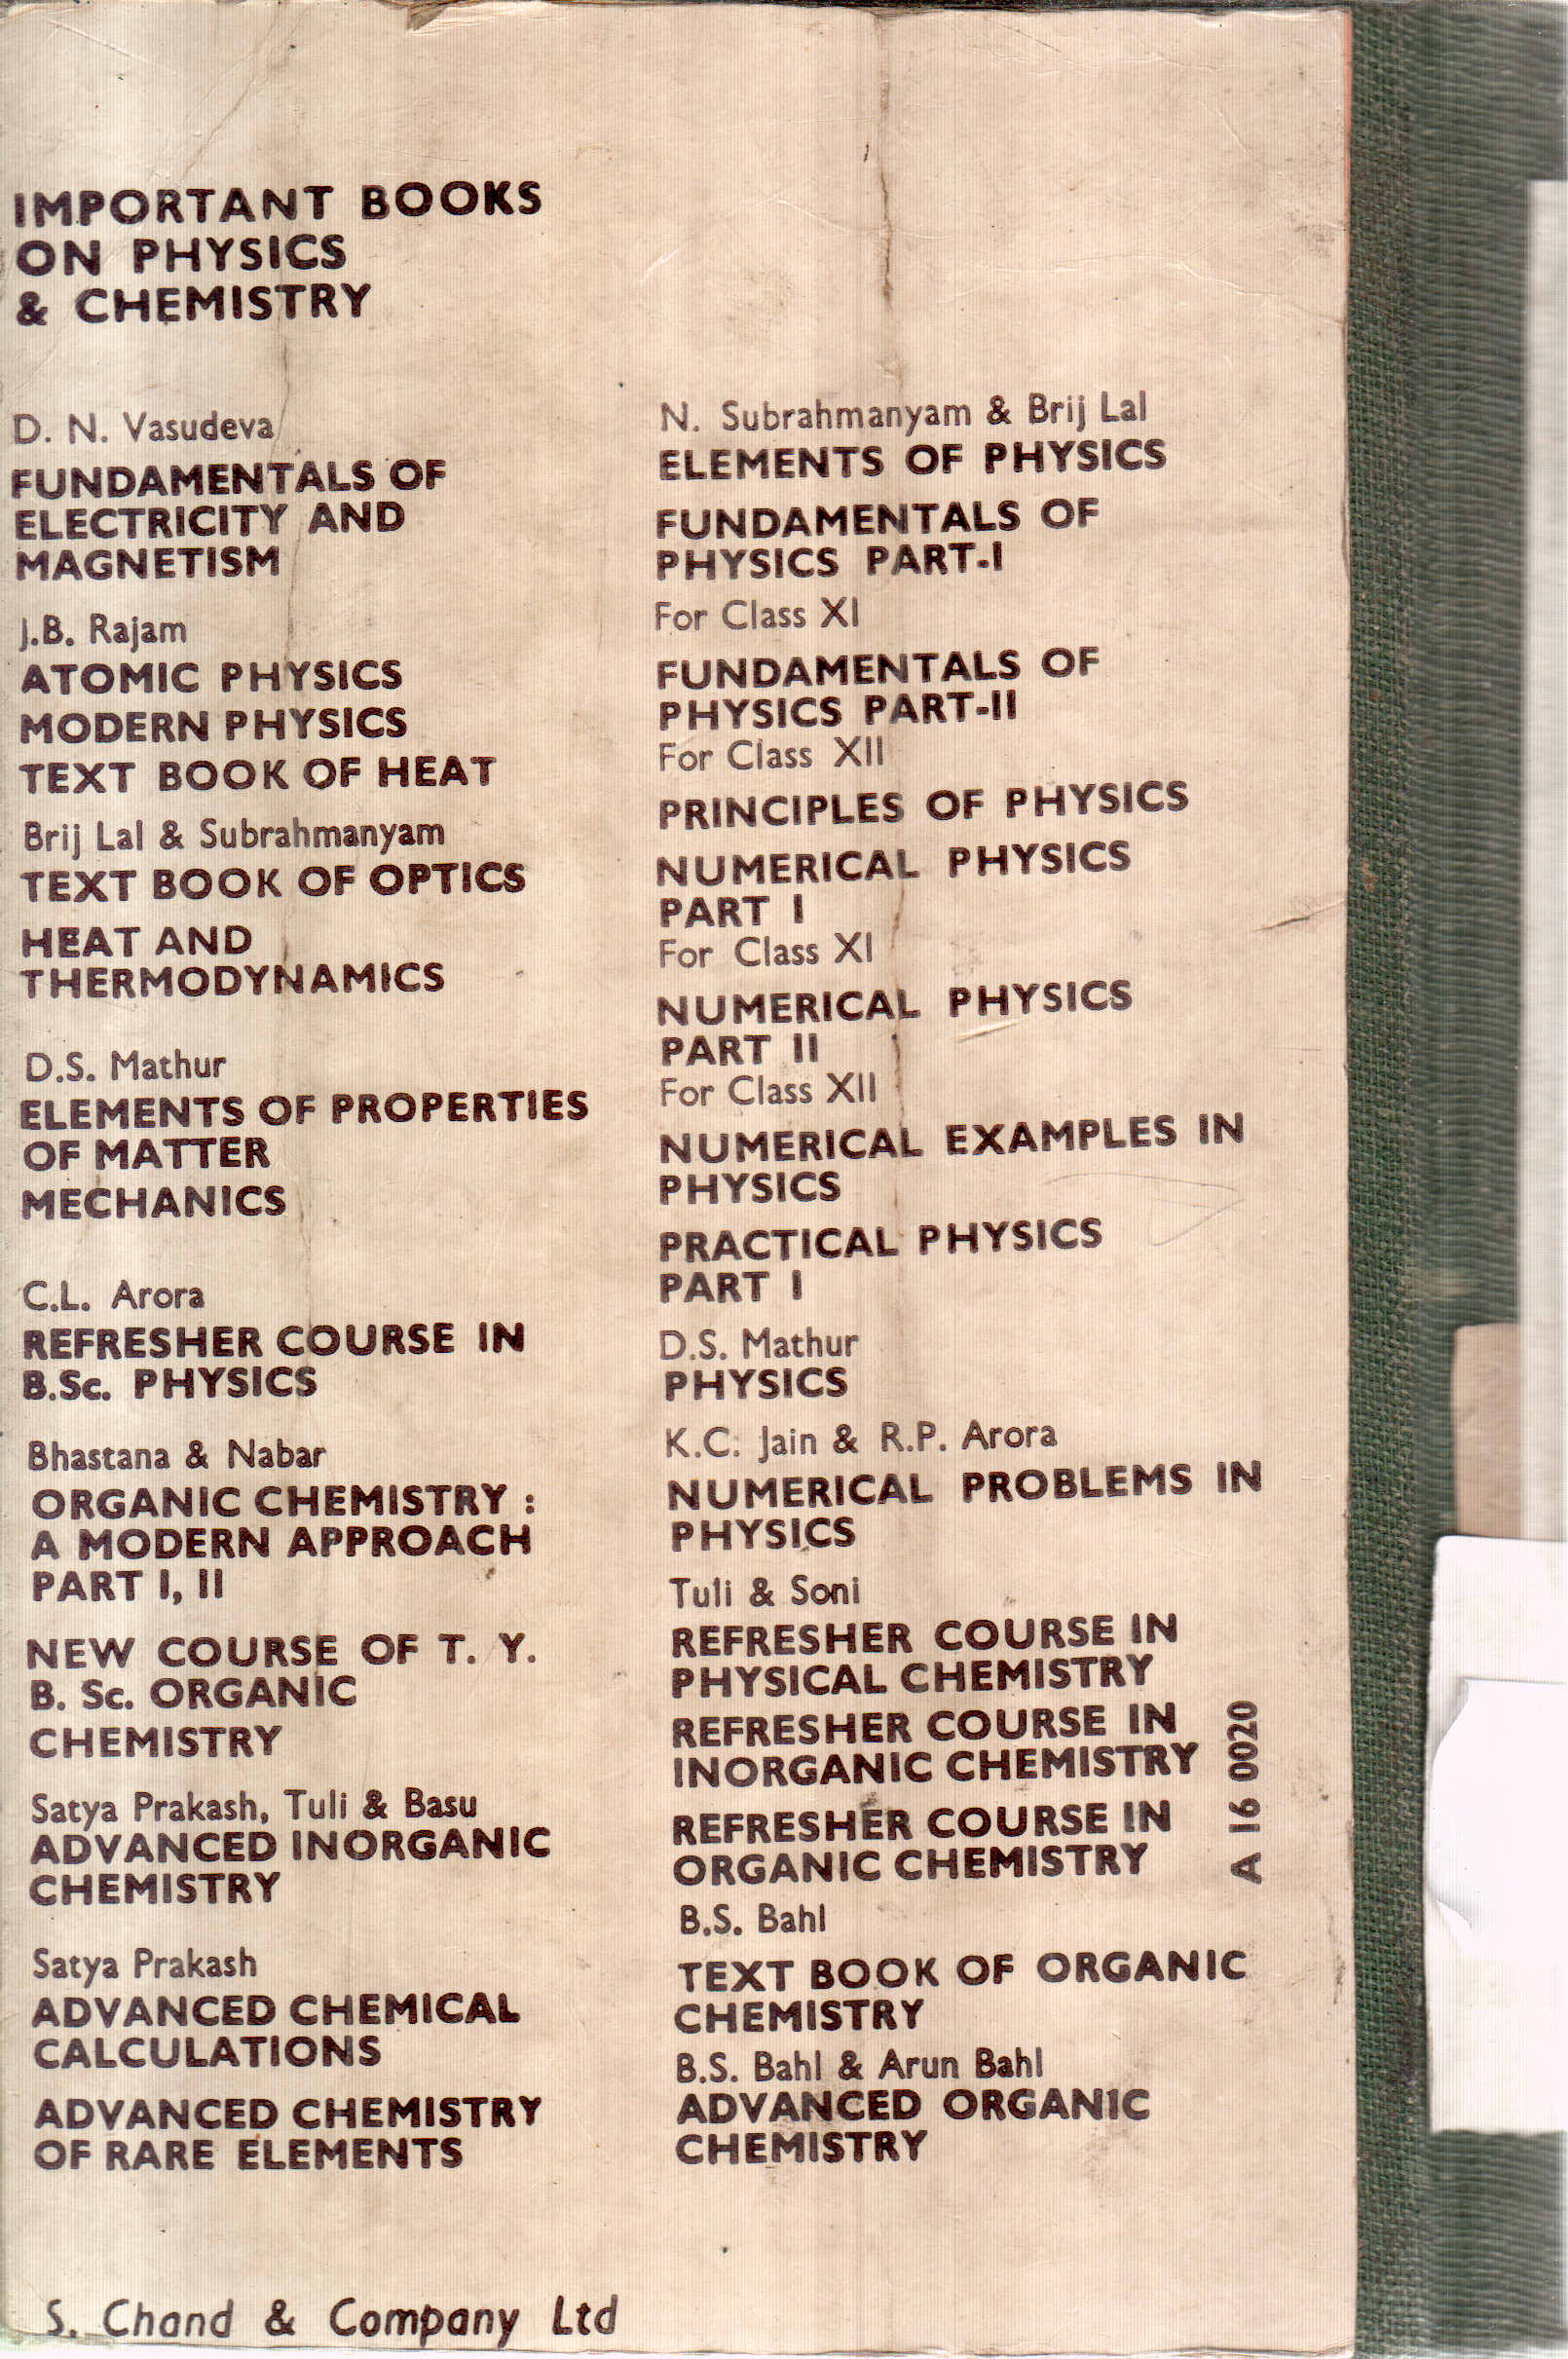 IMPORTANT BOOKS
ON PHYSICS
& CHEMISTRY
D. N. Vasudeva
FUNDAMENTALS OF
ELECTRICITY AND
MAGNETISM
J.B. Rajam
ATOMIC PHYSICS
MODERN PHYSICS
TEXT BOOK OF HEAT
Brij Lal & Subrahmanyam
TEXT BOOK OF OPTICS
HEAT AND
THERMODYNAMICS
D.S. Mathur
ELEMENTS OF PROPERTIES
OF MATTER
MECHANICS
C.L. Arora
REFRESHER COURSE IN
B.Sc. PHYSICS
Bhastana & Nabar
ORGANIC CHEMISTRY :
A MODERN APPROACH
PART I, II
NEW COURSE OF T. Y.
B. Sc. ORGANIC
CHEMISTRY
Satya Prakash, Tuli & Basu
ADVANCED INORGANIC
CHEMISTRY
Satya Prakash
ADVANCED CHEMICAL
CALCULATIONS
ADVANCED CHEMISTRY
OF RARE ELEMENTS
N. Subrahmanyam & Brij Lal
ELEMENTS OF PHYSICS
FUNDAMENTALS OF
PHYSICS PART-I
For Class XI
FUNDAMENTALS OF
PHYSICS PART-II
For Class XII
PRINCIPLES OF PHYSICS
NUMERICAL PHYSICS
PART I
For Class XI
NUMERICAL PHYSICS
PART II
For Class XII
NUMERICAL EXAMPLES IN
PHYSICS
PRACTICAL PHYSICS
PART I
D.S. Mathur
PHYSICS
K.C. Jain & R.P. Arora
NUMERICAL PROBLEMS IN
PHYSICS
Tuli & Soni
REFRESHER COURSE IN
PHYSICAL CHEMISTRY
REFRESHER COURSE IN
INORGANIC CHEMISTRY
REFRESHER COURSE IN
ORGANIC CHEMISTRY
B.S. Bahl
TEXT BOOK OF ORGANIC
CHEMISTRY
B.S. Bahl & Arun Bahl
ADVANCED ORGANIC
CHEMISTRY
A 16 0020
S. Chand & Company Ltd